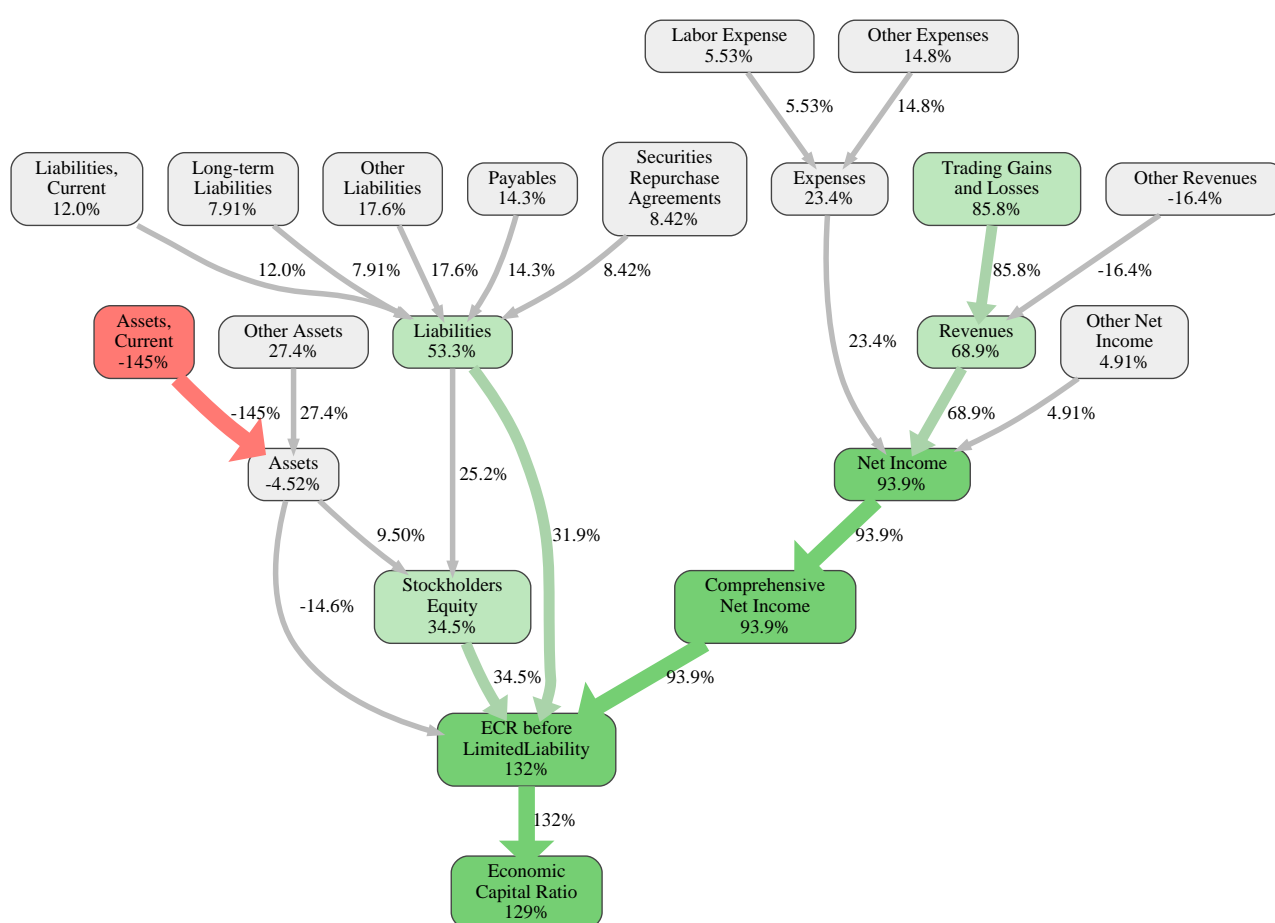 Labor Expense
5.53%
Other Expenses
14.8%
5.53%
14.8%
Liabilities,
Current
12.0%
Long-term
Liabilities
7.91%
Other
Liabilities
17.6%
Payables
14.3%
Securities
Repurchase
Agreements
8.42%
Expenses
23.4%
Trading Gains
and Losses
85.8%
Other Revenues
-16.4%
12.0%
7.91%
17.6%
14.3%
8.42%
85.8%
-16.4%
Assets,
Current
-145%
Other Assets
27.4%
Liabilities
53.3%
23.4%
Revenues
68.9%
Other Net
Income
4.91%
-145%
27.4%
68.9%
4.91%
Assets
-4.52%
25.2%
Net Income
93.9%
9.50%
31.9%
93.9%
-14.6%
Stockholders
Equity
34.5%
Comprehensive
Net Income
93.9%
34.5%
93.9%
ECR before
LimitedLiability
132%
132%
Economic
Capital Ratio
129%